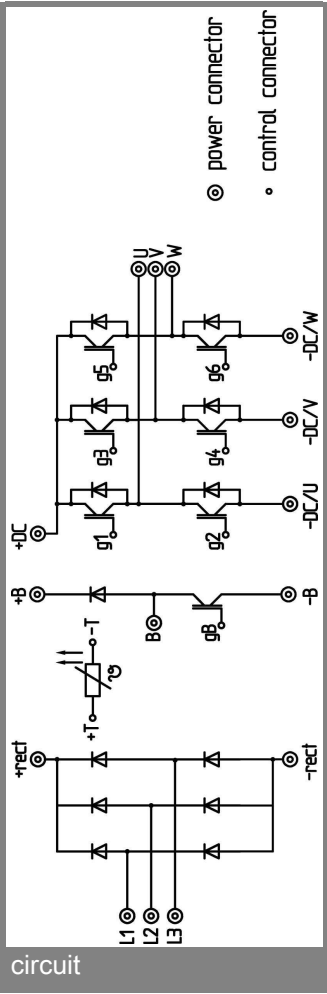 power connector
control connector
U
V
W
g5
g6
-DC/W
g3
g4
-DC/V
+DC
g1
g2
-DC/U
+B
B
gB
-B
-T
ϑ
+T
+rect
-rect
L1
L2
L3
circuit